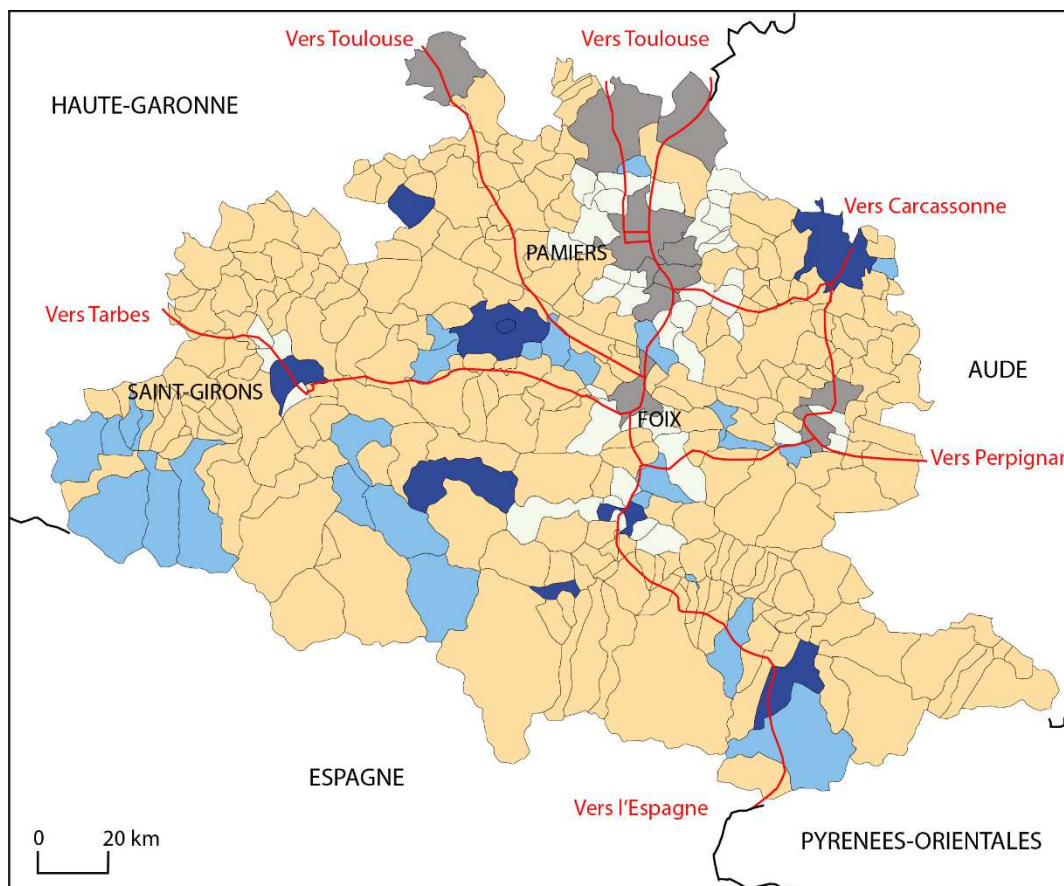 Vers Toulouse
Vers Toulouse
HAUTE-GARONNE
Vers Carcassonne
PAMIERS
Vers Tarbes
AUDE
SAINT-GIRONS
FOIX
Vers Perpignan
ESPAGNE
Vers l'Espagne
0 20 km
PYRENEES-ORIENTALES